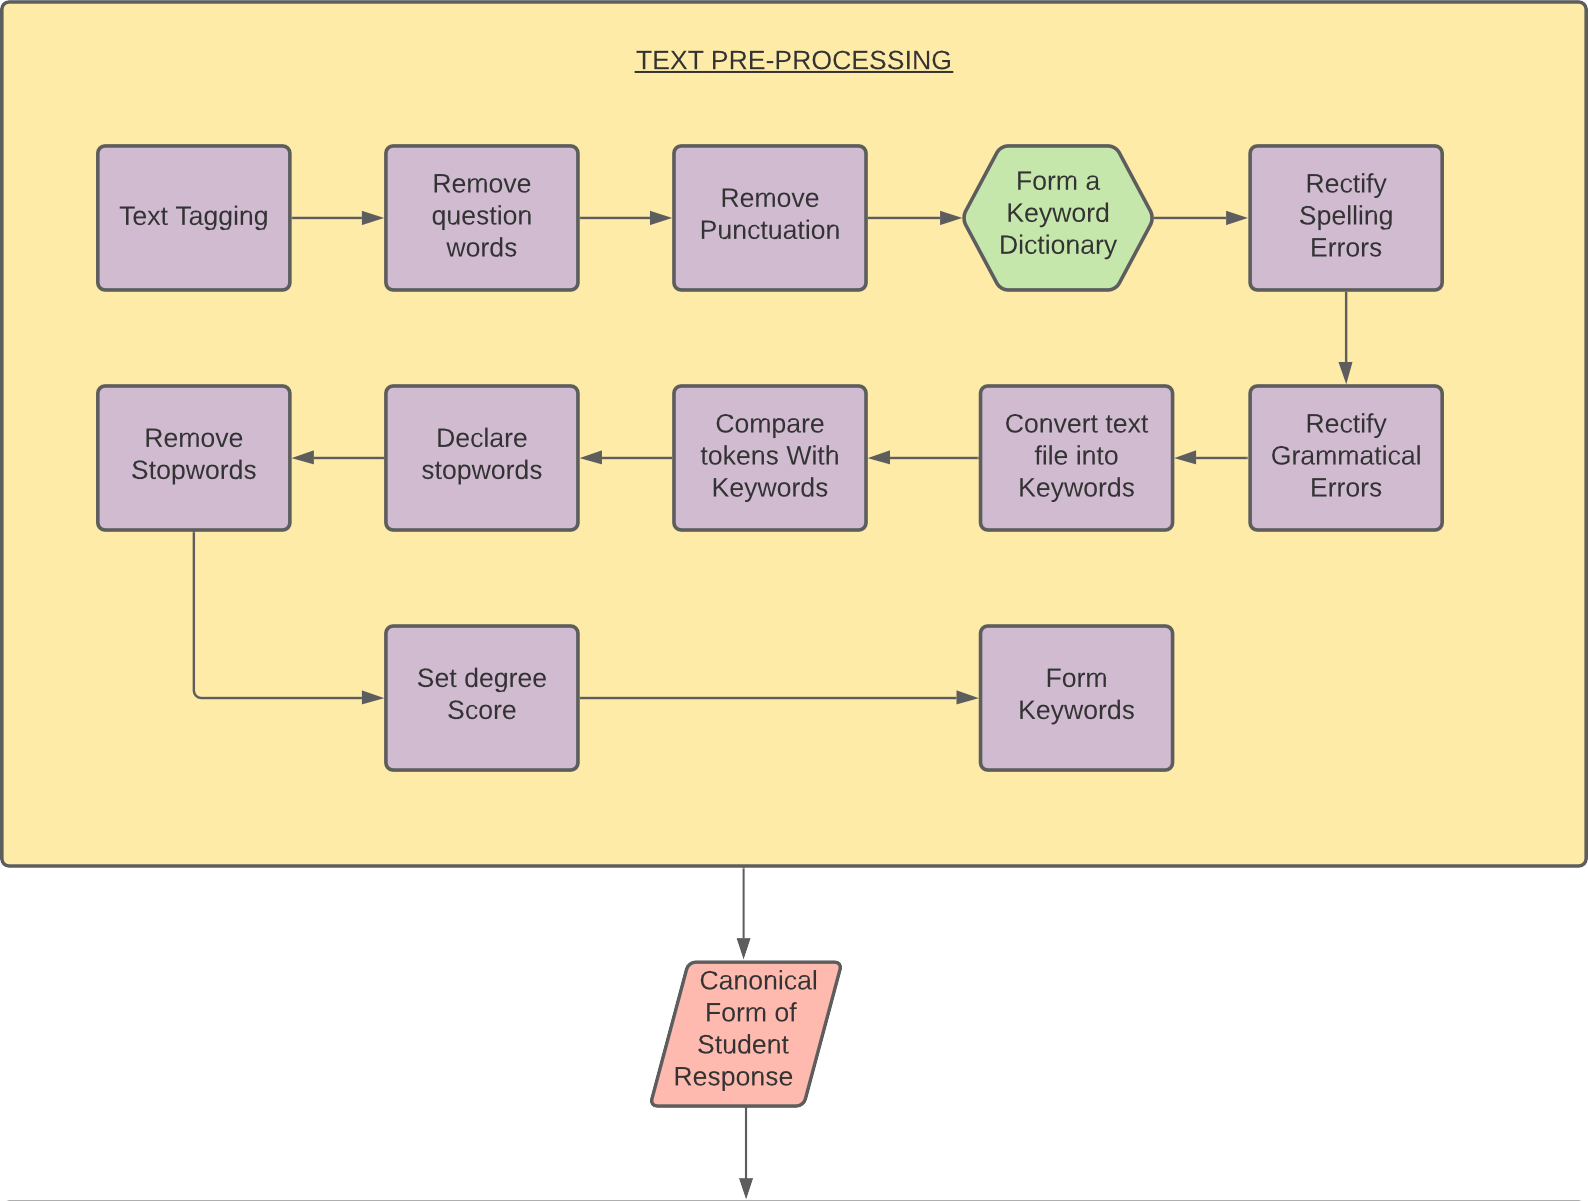 TEXT PRE-PROCESSING
Text Tagging
Remove
question
words
Remove
Punctuation
Form a
Keyword
Dictionary
Rectify
Spelling
Errors
Rectify
Grammatical
Errors
Convert text
file into
Keywords
Compare
tokens With
Keywords
Declare
stopwords
Remove
Stopwords
Set degree
Score
Form
Keywords
Canonical
Form of
Student
Response